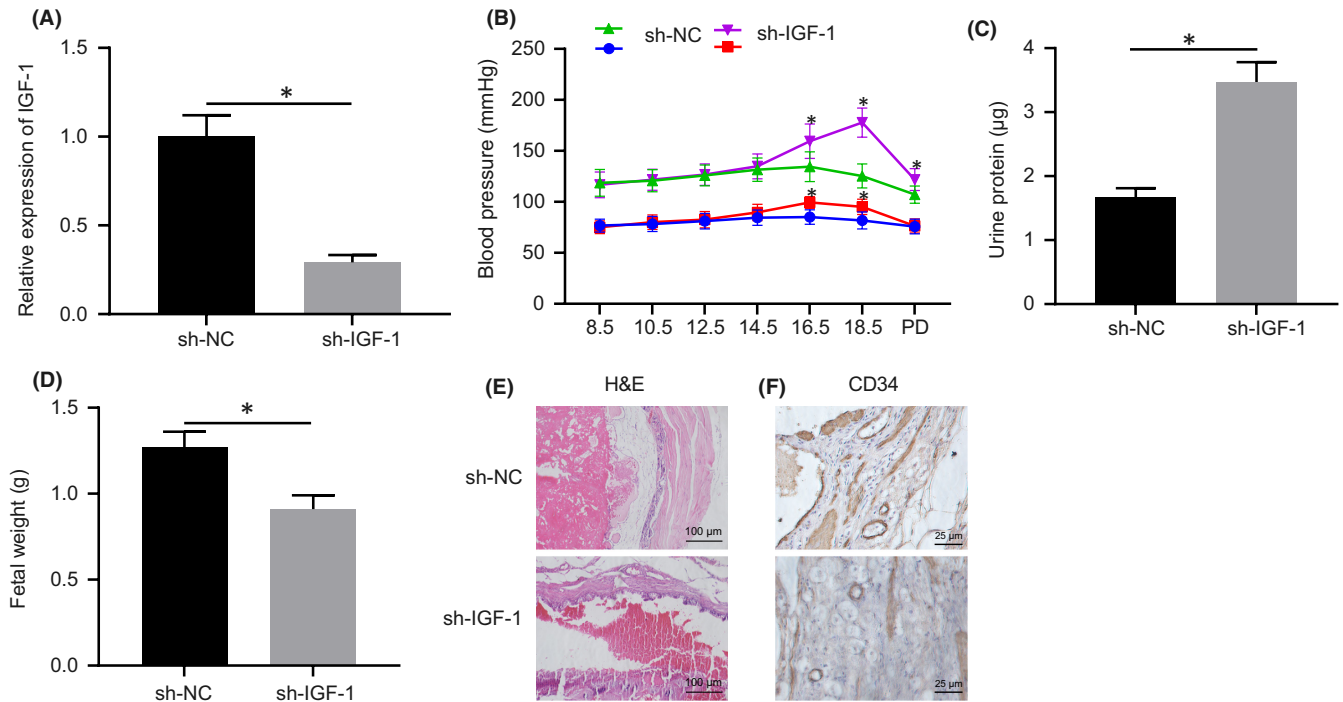 (A)
Relative expression of IGF-1
1.5
1.0
0.5
0.0
*
sh-NC
sh-IGF-1
(B)
sh-NC
sh-IGF-1
Blood pressure (mmHg)
250
200
150
100
50
0
* * *
* *
8.5 10.5 12.5 14.5 16.5 18.5 PD
(C)
Urine protein (µg)
4
3
2
1
0
*
sh-NC
sh-IGF-1
(D)
Fetal weight (g)
1.5
1.0
0.5
0.0
*
sh-NC
sh-IGF-1
(E)
H&E
sh-NC
100 µm
sh-IGF-1
100 µm
(F)
CD34
25 µm
25 µm